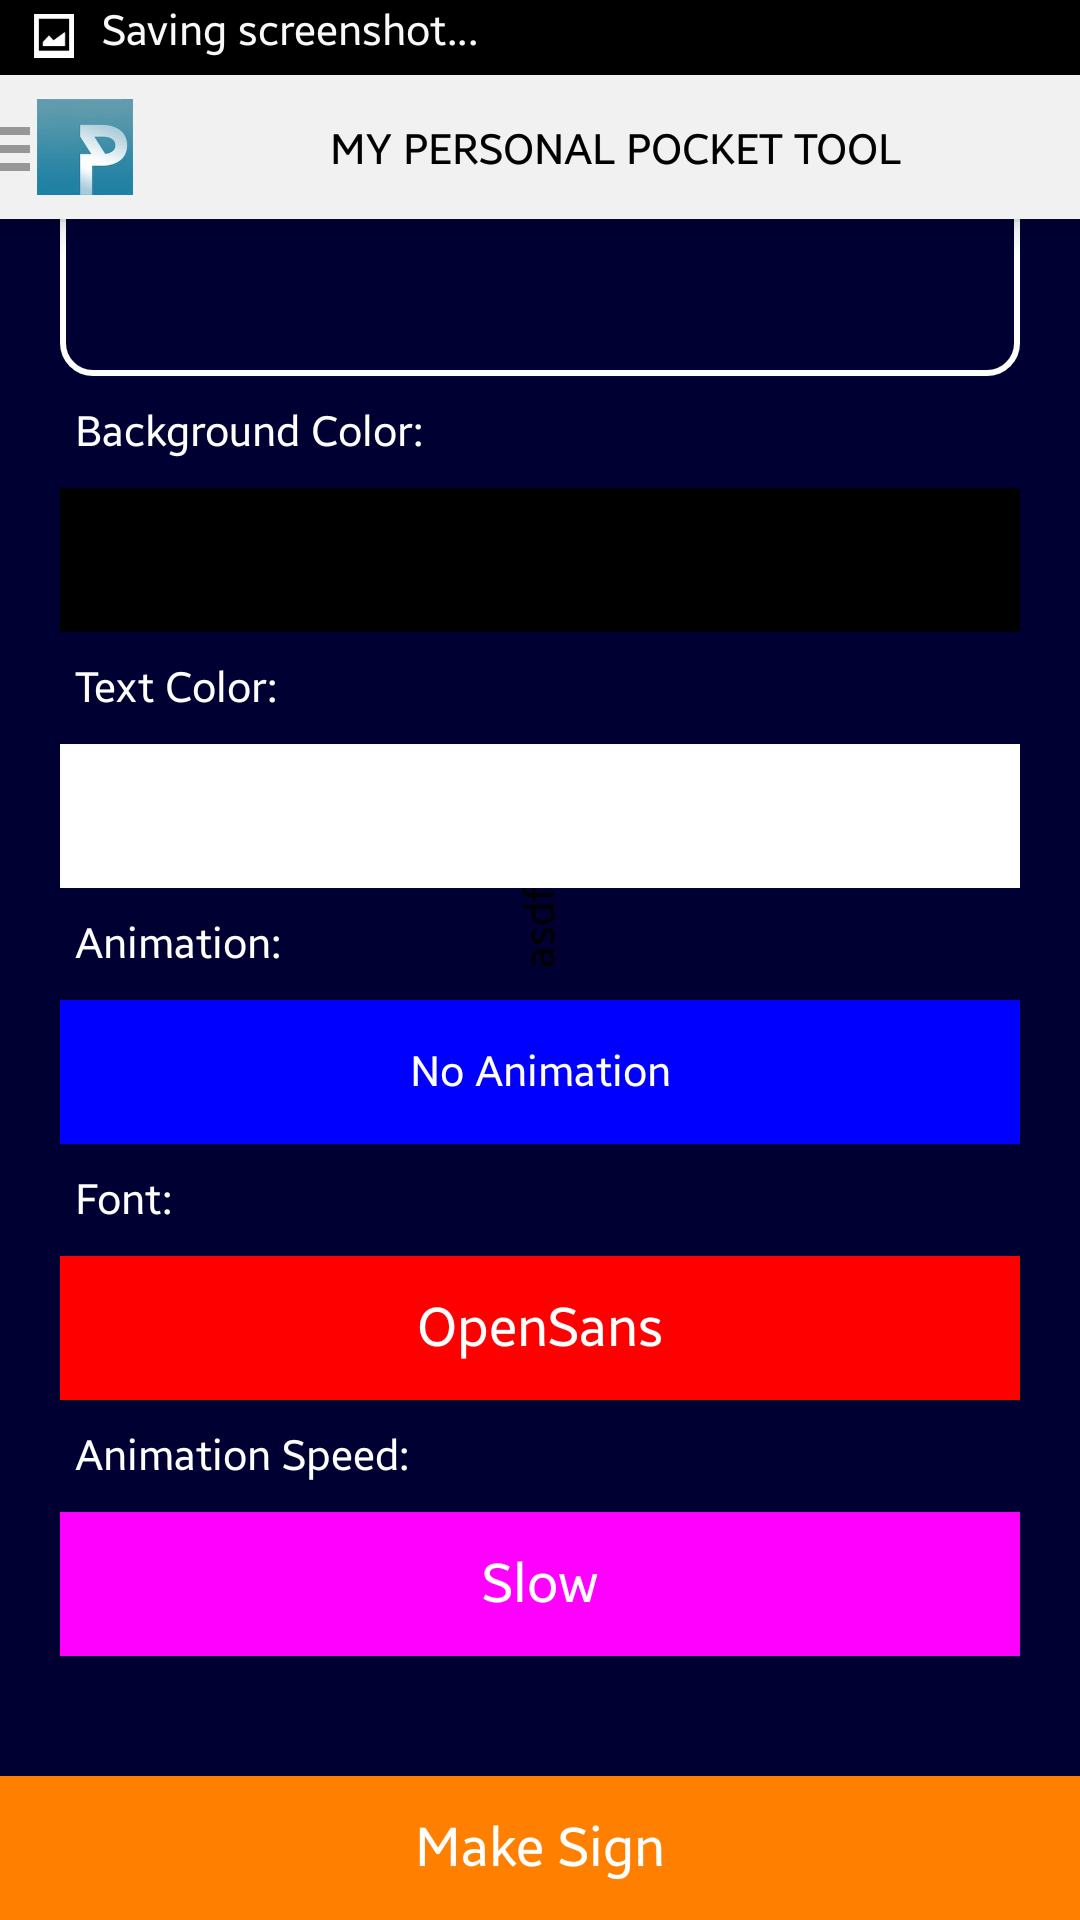 Saving screenshot...
P
MY PERSONAL POCKET TOOL
Background Color:
Text Color:
asdf
Animation:
No Animation
Font:
OpenSans
Animation Speed:
Slow
Make Sign